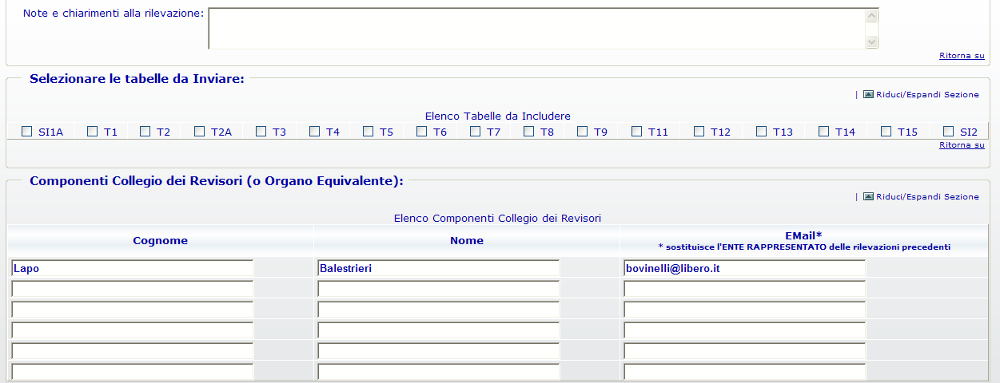 Note e chiarimenti alla rilevazione:
Ritorna su
Selezionare le tabelle da Inviare:
| Riduci/Espandi Sezione
Elenco Tabelle da Includere
SI1A T1 T2 T2A T3 T4 T5 T6 T7 T8 T9 T11 T12 T13 T14 T15 SI2
Ritorna su
Componenti Collegio dei Revisori (o Organo Equivalente):
| Riduci/Espandi Sezione
Elenco Componenti Collegio dei Revisori
Cognome Nome EMail*
* sostituisce l'ENTE RAPPRESENTATO delle rilevazioni precedenti
Lapo Balestrieri bovinelli@libero.it